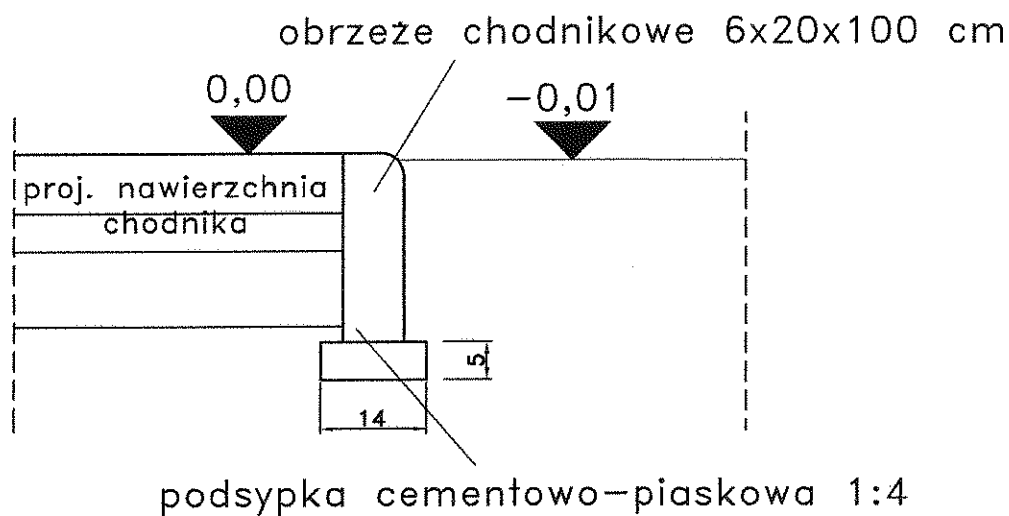 obrzeże chodnikowe 6x20x100 cm
0,00
-0,01
proj. nawierzchnia
chodnika
5
14
podsypka cementowo-piaskowa 1:4